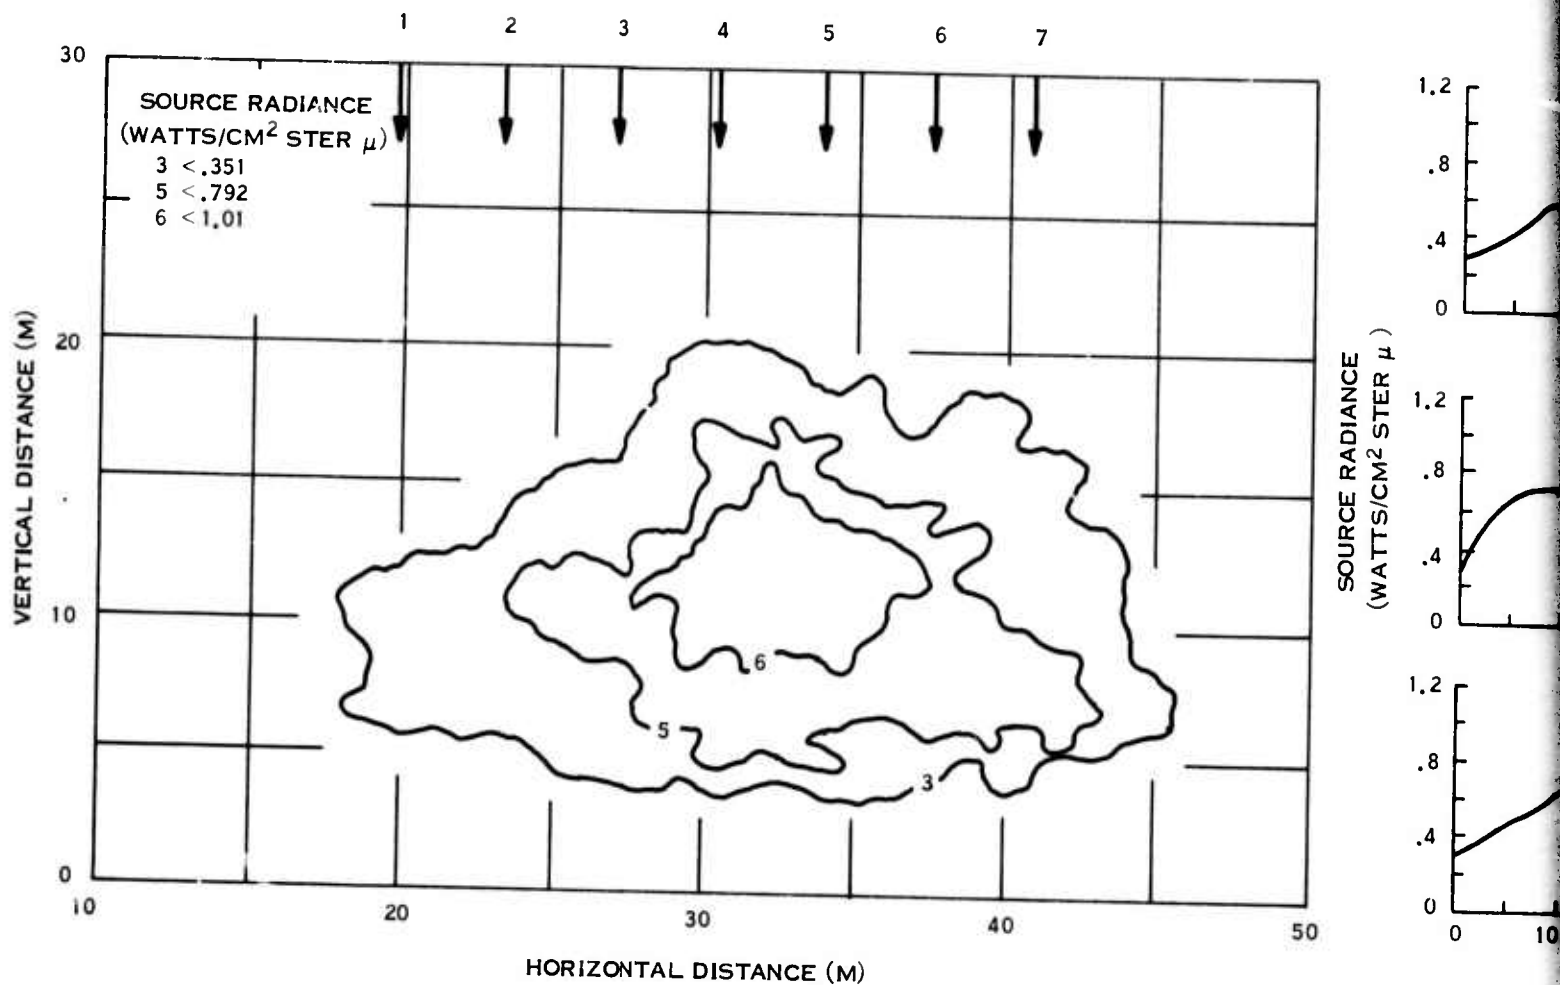 1 2 3 4 5 6 7
30
SOURCE RADIANCE
(WATTS/CM² STER μ)
3 <.351
5 <.792
6 <1.01
20
10
0
VERTICAL DISTANCE (M)
6
5
3
10 20 30 40 50
HORIZONTAL DISTANCE (M)
SOURCE RADIANCE
(WATTS/CM² STER μ)
1.2
.8
.4
0
1.2
.8
.4
0
1.2
.8
.4
0
0 10